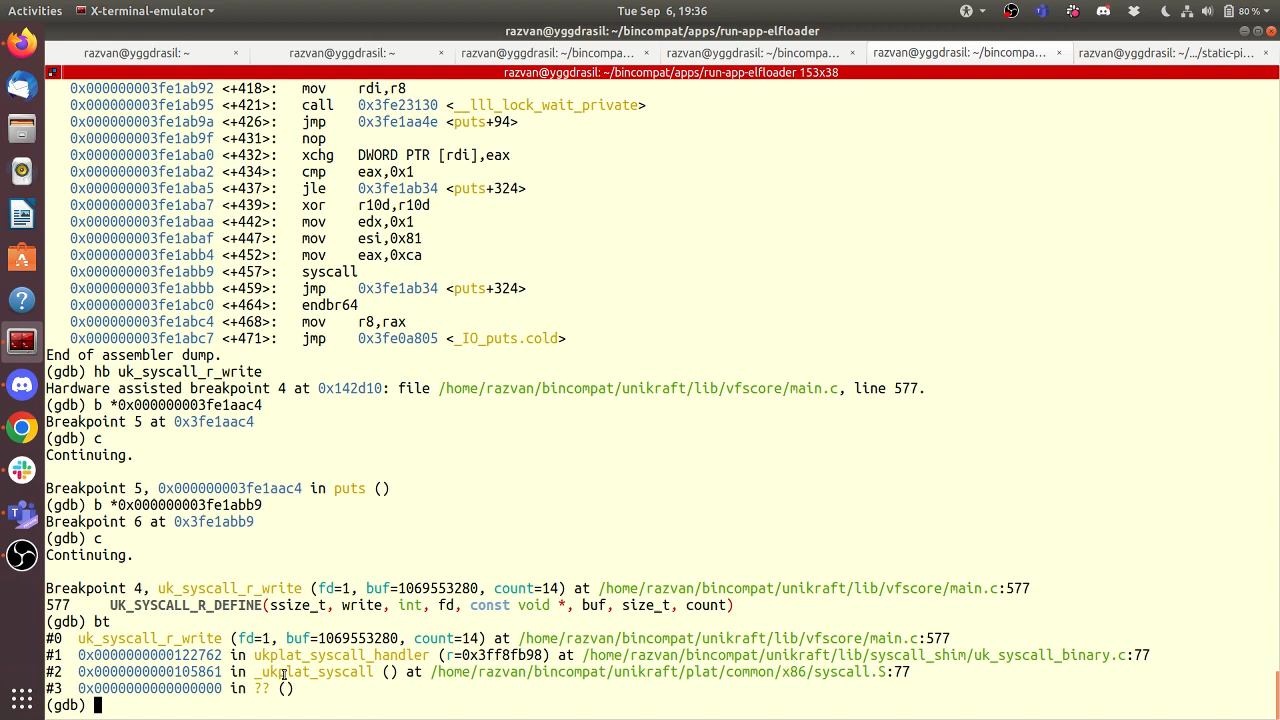 Activities X-terminal-emulator Tue Sep 6, 19:36 80 %
razvan@yggdrasil: ~/bincompat/apps/run-app-elfloader
razvan@yggdrasil: ~ × razvan@yggdrasil: ~ × razvan@yggdrasil: ~/bincompa... × razvan@yggdrasil: ~/bincompa... × razvan@yggdrasil: ~/bincompa... × razvan@yggdrasil: ~/.../static-pi... ×
razvan@yggdrasil: ~/bincompat/apps/run-app-elfloader 153x38
0x000000003fe1ab92 <+418>: mov rdi,r8
0x000000003fe1ab95 <+421>: call 0x3fe23130 <__lll_lock_wait_private>
0x000000003fe1ab9a <+426>: jmp 0x3fe1aa4e <puts+94>
0x000000003fe1ab9f <+431>: nop
0x000000003fe1aba0 <+432>: xchg DWORD PTR [rdi],eax
0x000000003fe1aba2 <+434>: cmp eax,0x1
0x000000003fe1aba5 <+437>: jle 0x3fe1ab34 <puts+324>
0x000000003fe1aba7 <+439>: xor r10d,r10d
0x000000003fe1abaa <+442>: mov edx,0x1
0x000000003fe1abaf <+447>: mov esi,0x81
0x000000003fe1abb4 <+452>: mov eax,0xca
0x000000003fe1abb9 <+457>: syscall
0x000000003fe1abbb <+459>: jmp 0x3fe1ab34 <puts+324>
0x000000003fe1abc0 <+464>: endbr64
0x000000003fe1abc4 <+468>: mov r8,rax
0x000000003fe1abc7 <+471>: jmp 0x3fe0a805 <_IO_puts.cold>
End of assembler dump.
(gdb) hb uk_syscall_r_write
Hardware assisted breakpoint 4 at 0x142d10: file /home/razvan/bincompat/unikraft/lib/vfscore/main.c, line 577.
(gdb) b *0x000000003fe1aac4
Breakpoint 5 at 0x3fe1aac4
(gdb) c
Continuing.
Breakpoint 5, 0x000000003fe1aac4 in puts ()
(gdb) b *0x000000003fe1abb9
Breakpoint 6 at 0x3fe1abb9
(gdb) c
Continuing.
Breakpoint 4, uk_syscall_r_write (fd=1, buf=1069553280, count=14) at /home/razvan/bincompat/unikraft/lib/vfscore/main.c:577
577 UK_SYSCALL_R_DEFINE(ssize_t, write, int, fd, const void *, buf, size_t, count)
(gdb) bt
#0 uk_syscall_r_write (fd=1, buf=1069553280, count=14) at /home/razvan/bincompat/unikraft/lib/vfscore/main.c:577
#1 0x0000000000122762 in ukplat_syscall_handler (r=0x3ff8fb98) at /home/razvan/bincompat/unikraft/lib/syscall_shim/uk_syscall_binary.c:77
#2 0x0000000000105861 in _ukplat_syscall () at /home/razvan/bincompat/unikraft/plat/common/x86/syscall.S:77
#3 0x0000000000000000 in ?? ()
(gdb)